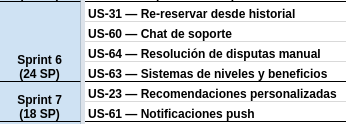 US-31 — Re-reservar desde historial
US-60 — Chat de soporte
US-64 — Resolución de disputas manual
Sprint 6
(24 SP)
US-63 — Sistemas de niveles y beneficios
US-23 — Recomendaciones personalizadas
Sprint 7
(18 SP)
US-61 — Notificaciones push